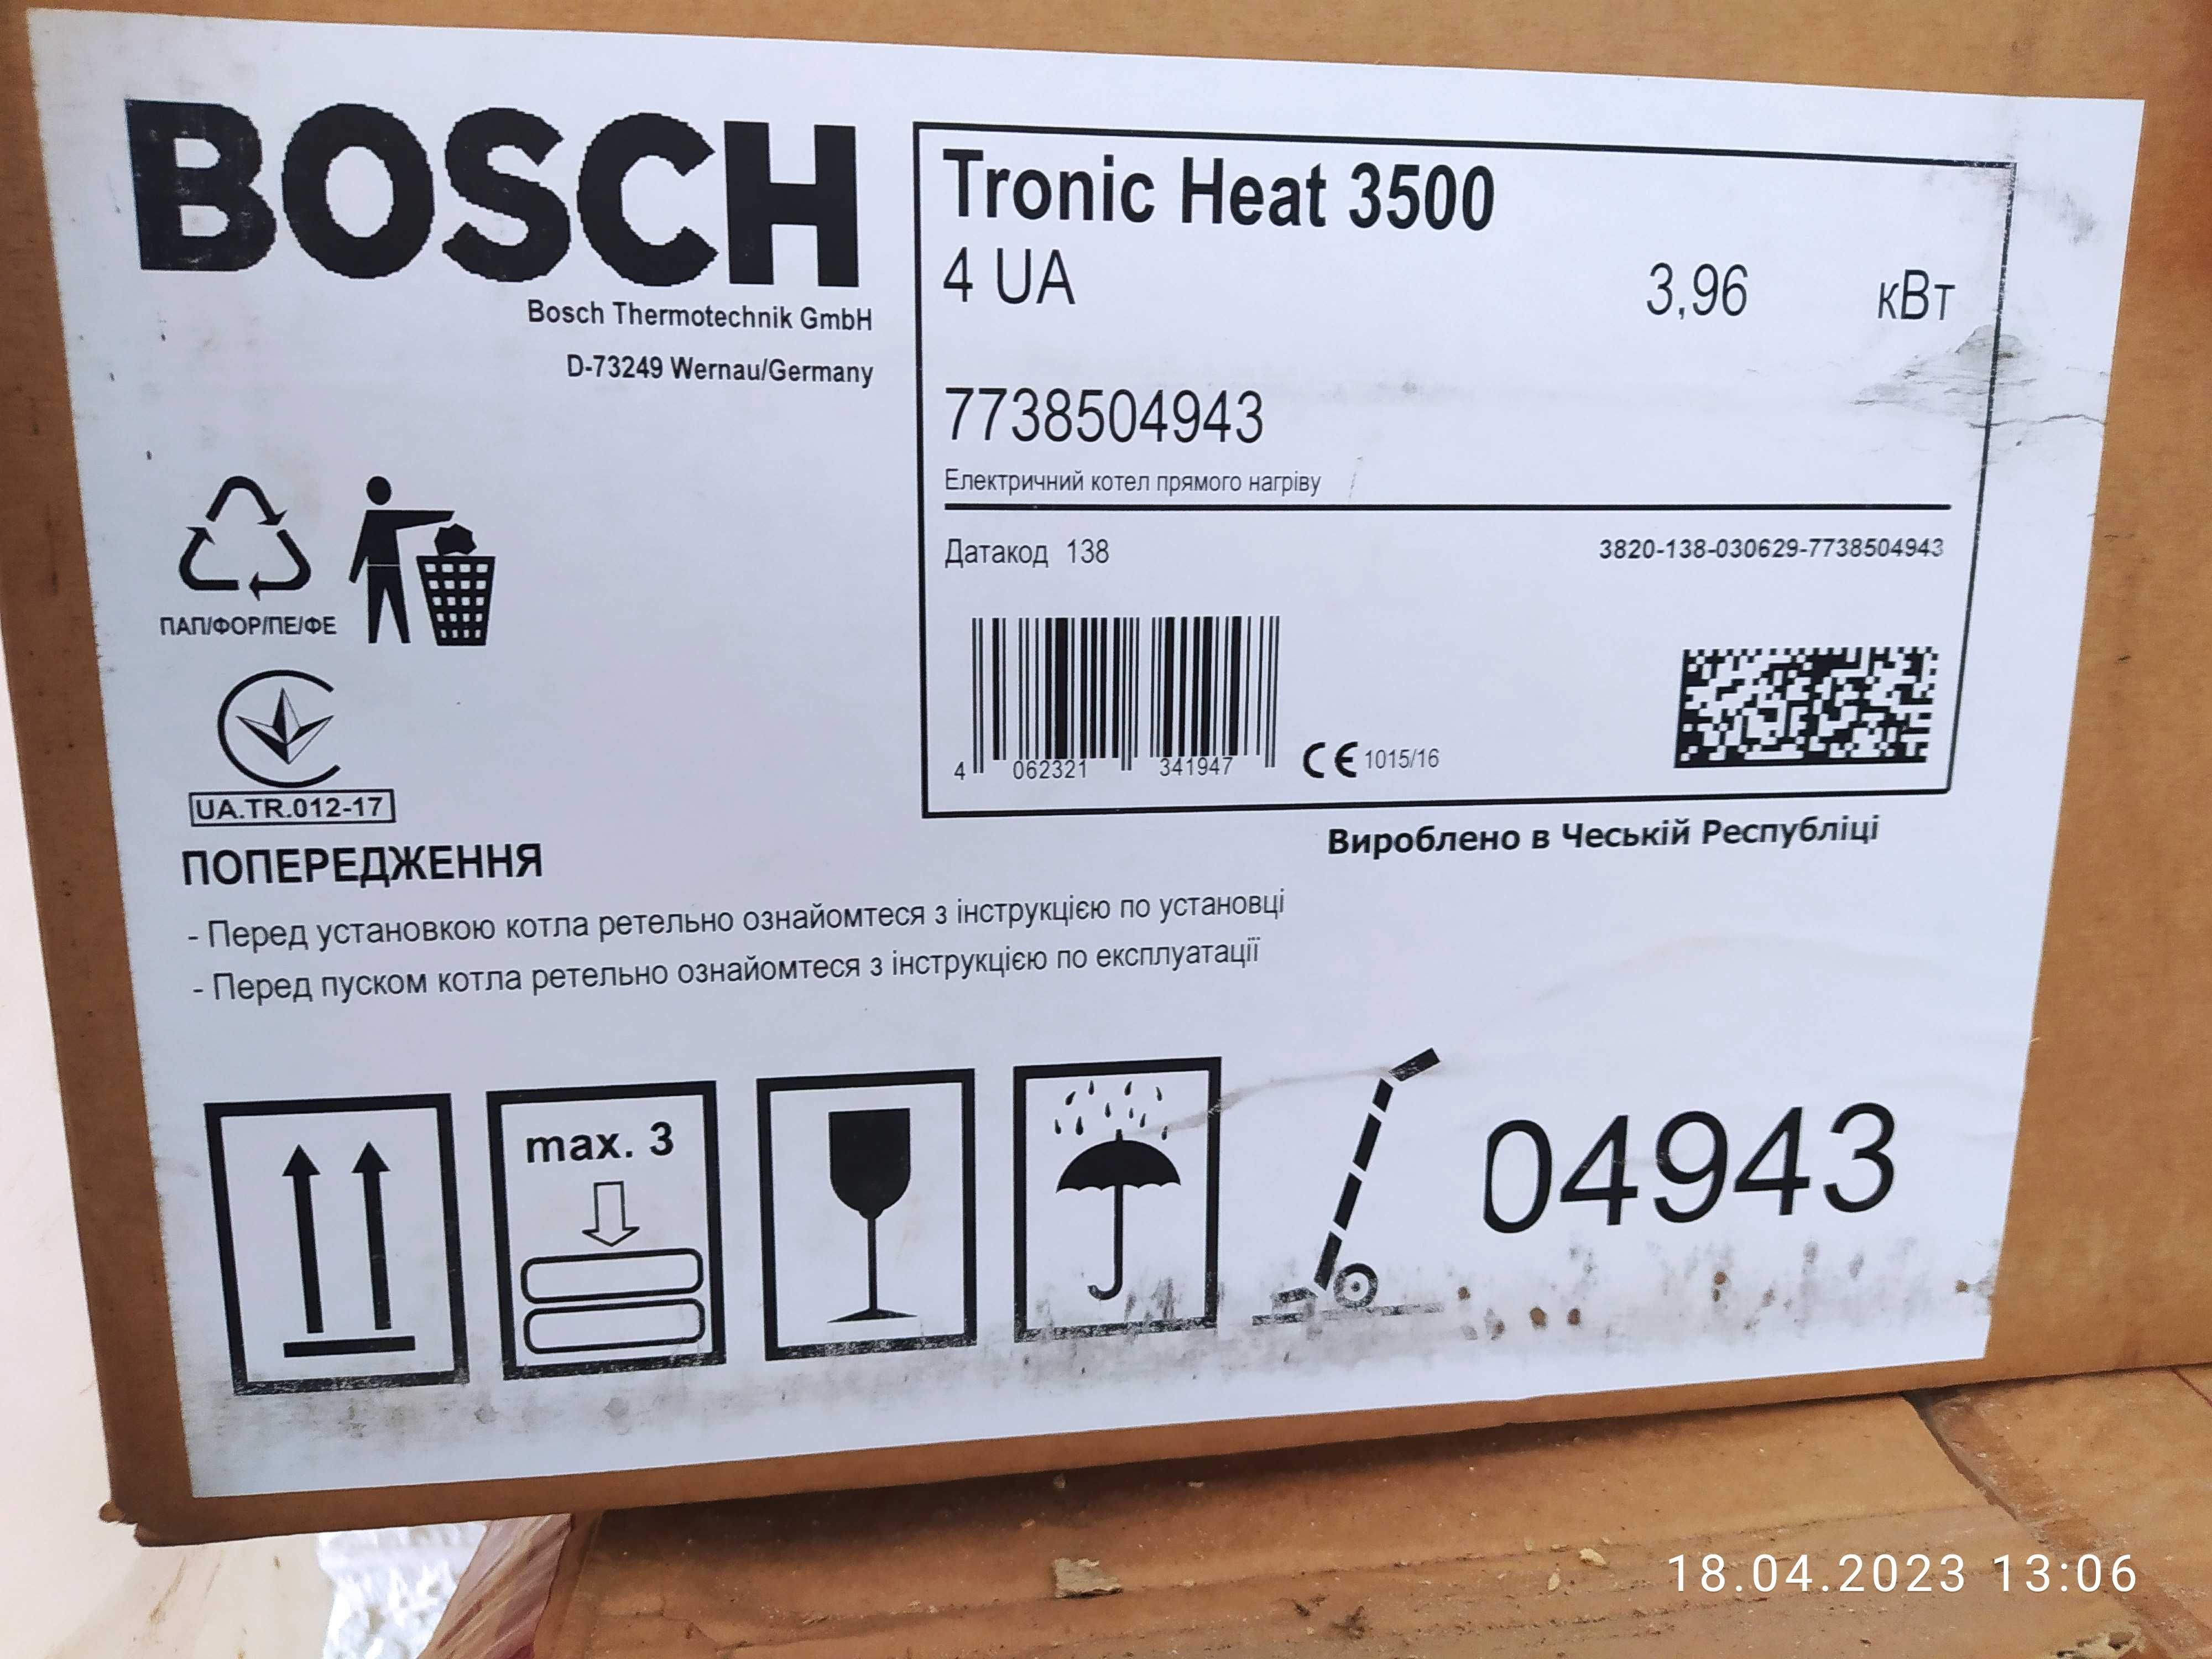 BOSCH
Bosch Thermotechnik GmbH
D-73249 Wernau/Germany
Tronic Heat 3500
4 UA 3,96 кВт
7738504943
Електричний котел прямого нагріву
Датакод 138 3820-138-030629-7738504943
4 062321 341947
CE 1015/16
ПАП/ФОР/ПЕ/ФЕ
UA.TR.012-17
Вироблено в Чеській Республіці
ПОПЕРЕДЖЕННЯ
- Перед установкою котла ретельно ознайомтеся з інструкцією по установці
- Перед пуском котла ретельно ознайомтеся з інструкцією по експлуатації
max. 3
04943
18.04.2023 13:06